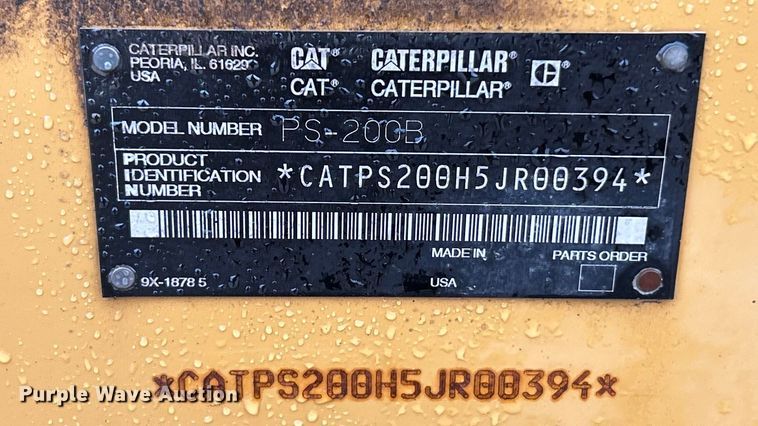 CATERPILLAR INC.
PEORIA, IL. 61629
USA
CAT® CATERPILLAR® C
CAT® CATERPILLAR®
MODEL NUMBER PS-200B
PRODUCT
IDENTIFICATION
NUMBER
*CATPS200H5JR00394*
MADE IN PARTS ORDER
9X-1878 5 USA
*CATPS200H5JR00394*
Purple Wave Auction